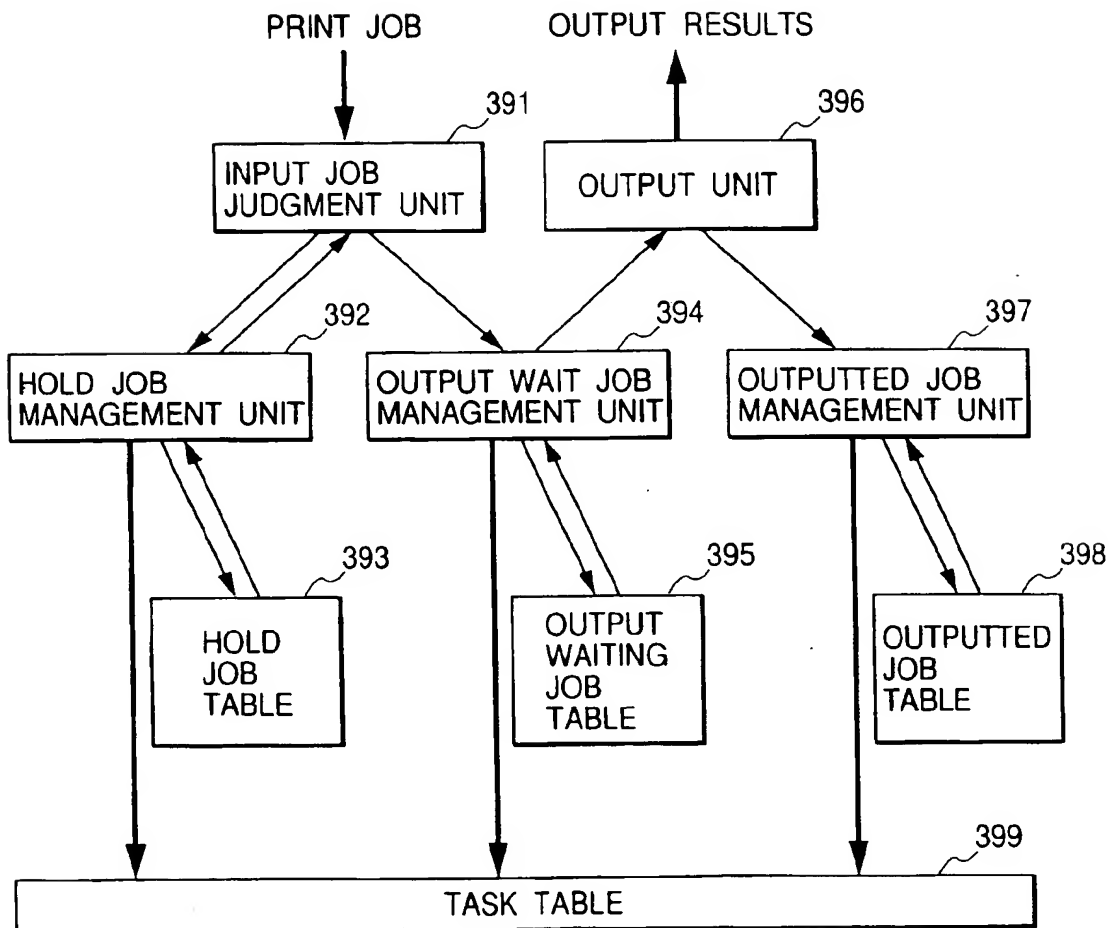 PRINT JOB
OUTPUT RESULTS
391
396
INPUT JOB
JUDGMENT UNIT
OUTPUT UNIT
392
394
397
HOLD JOB
MANAGEMENT UNIT
OUTPUT WAIT JOB
MANAGEMENT UNIT
OUTPUTTED JOB
MANAGEMENT UNIT
393
395
398
HOLD
JOB
TABLE
OUTPUT
WAITING
JOB
TABLE
OUTPUTTED
JOB
TABLE
399
TASK TABLE